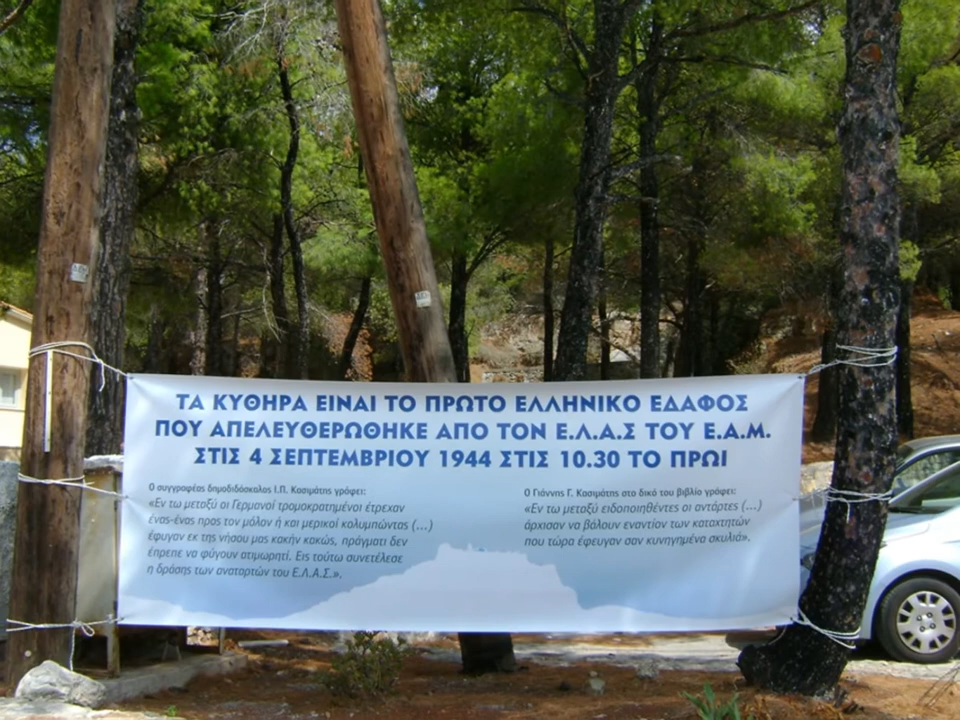 ΤΑ ΚΥΘΗΡΑ ΕΙΝΑΙ ΤΟ ΠΡΩΤΟ ΕΛΛΗΝΙΚΟ ΕΔΑΦΟΣ
ΠΟΥ ΑΠΕΛΕΥΘΕΡΩΘΗΚΕ ΑΠΟ ΤΟΝ Ε.Λ.Α.Σ ΤΟΥ Ε.Α.Μ.
ΣΤΙΣ 4 ΣΕΠΤΕΜΒΡΙΟΥ 1944 ΣΤΙΣ 10.30 ΤΟ ΠΡΩΙ
Ο συγραφέας δημοδιδόσκαλος Ι.Π. Κασιμάτης γράφει:
«Εν τω μεταξύ οι Γερμανοί τρομοκρατημένοι έτρεχαν
ένας-ένας προς τον μόλον ή και μερικοί κολυμπώντας (...)
έφυγαν εκ της νήσου μας κακήν κακώς, πράγματι δεν
έπρεπε να φύγουν ατιμωρητί. Εις τούτω συνετέλεσε
η δράσης των αναταρτών του Ε.Λ.Α.Σ.».
Ο Γιάννης Γ. Κασιμάτης στο δικό του βιβλίο γράφει:
«Εν τω μεταξύ ειδοποιηθέντες οι αντάρτες (...)
άρχισαν να βάλουν εναντίον των κατακτητών
που τώρα έφευγαν σαν κυνηγημένα σκυλιά».